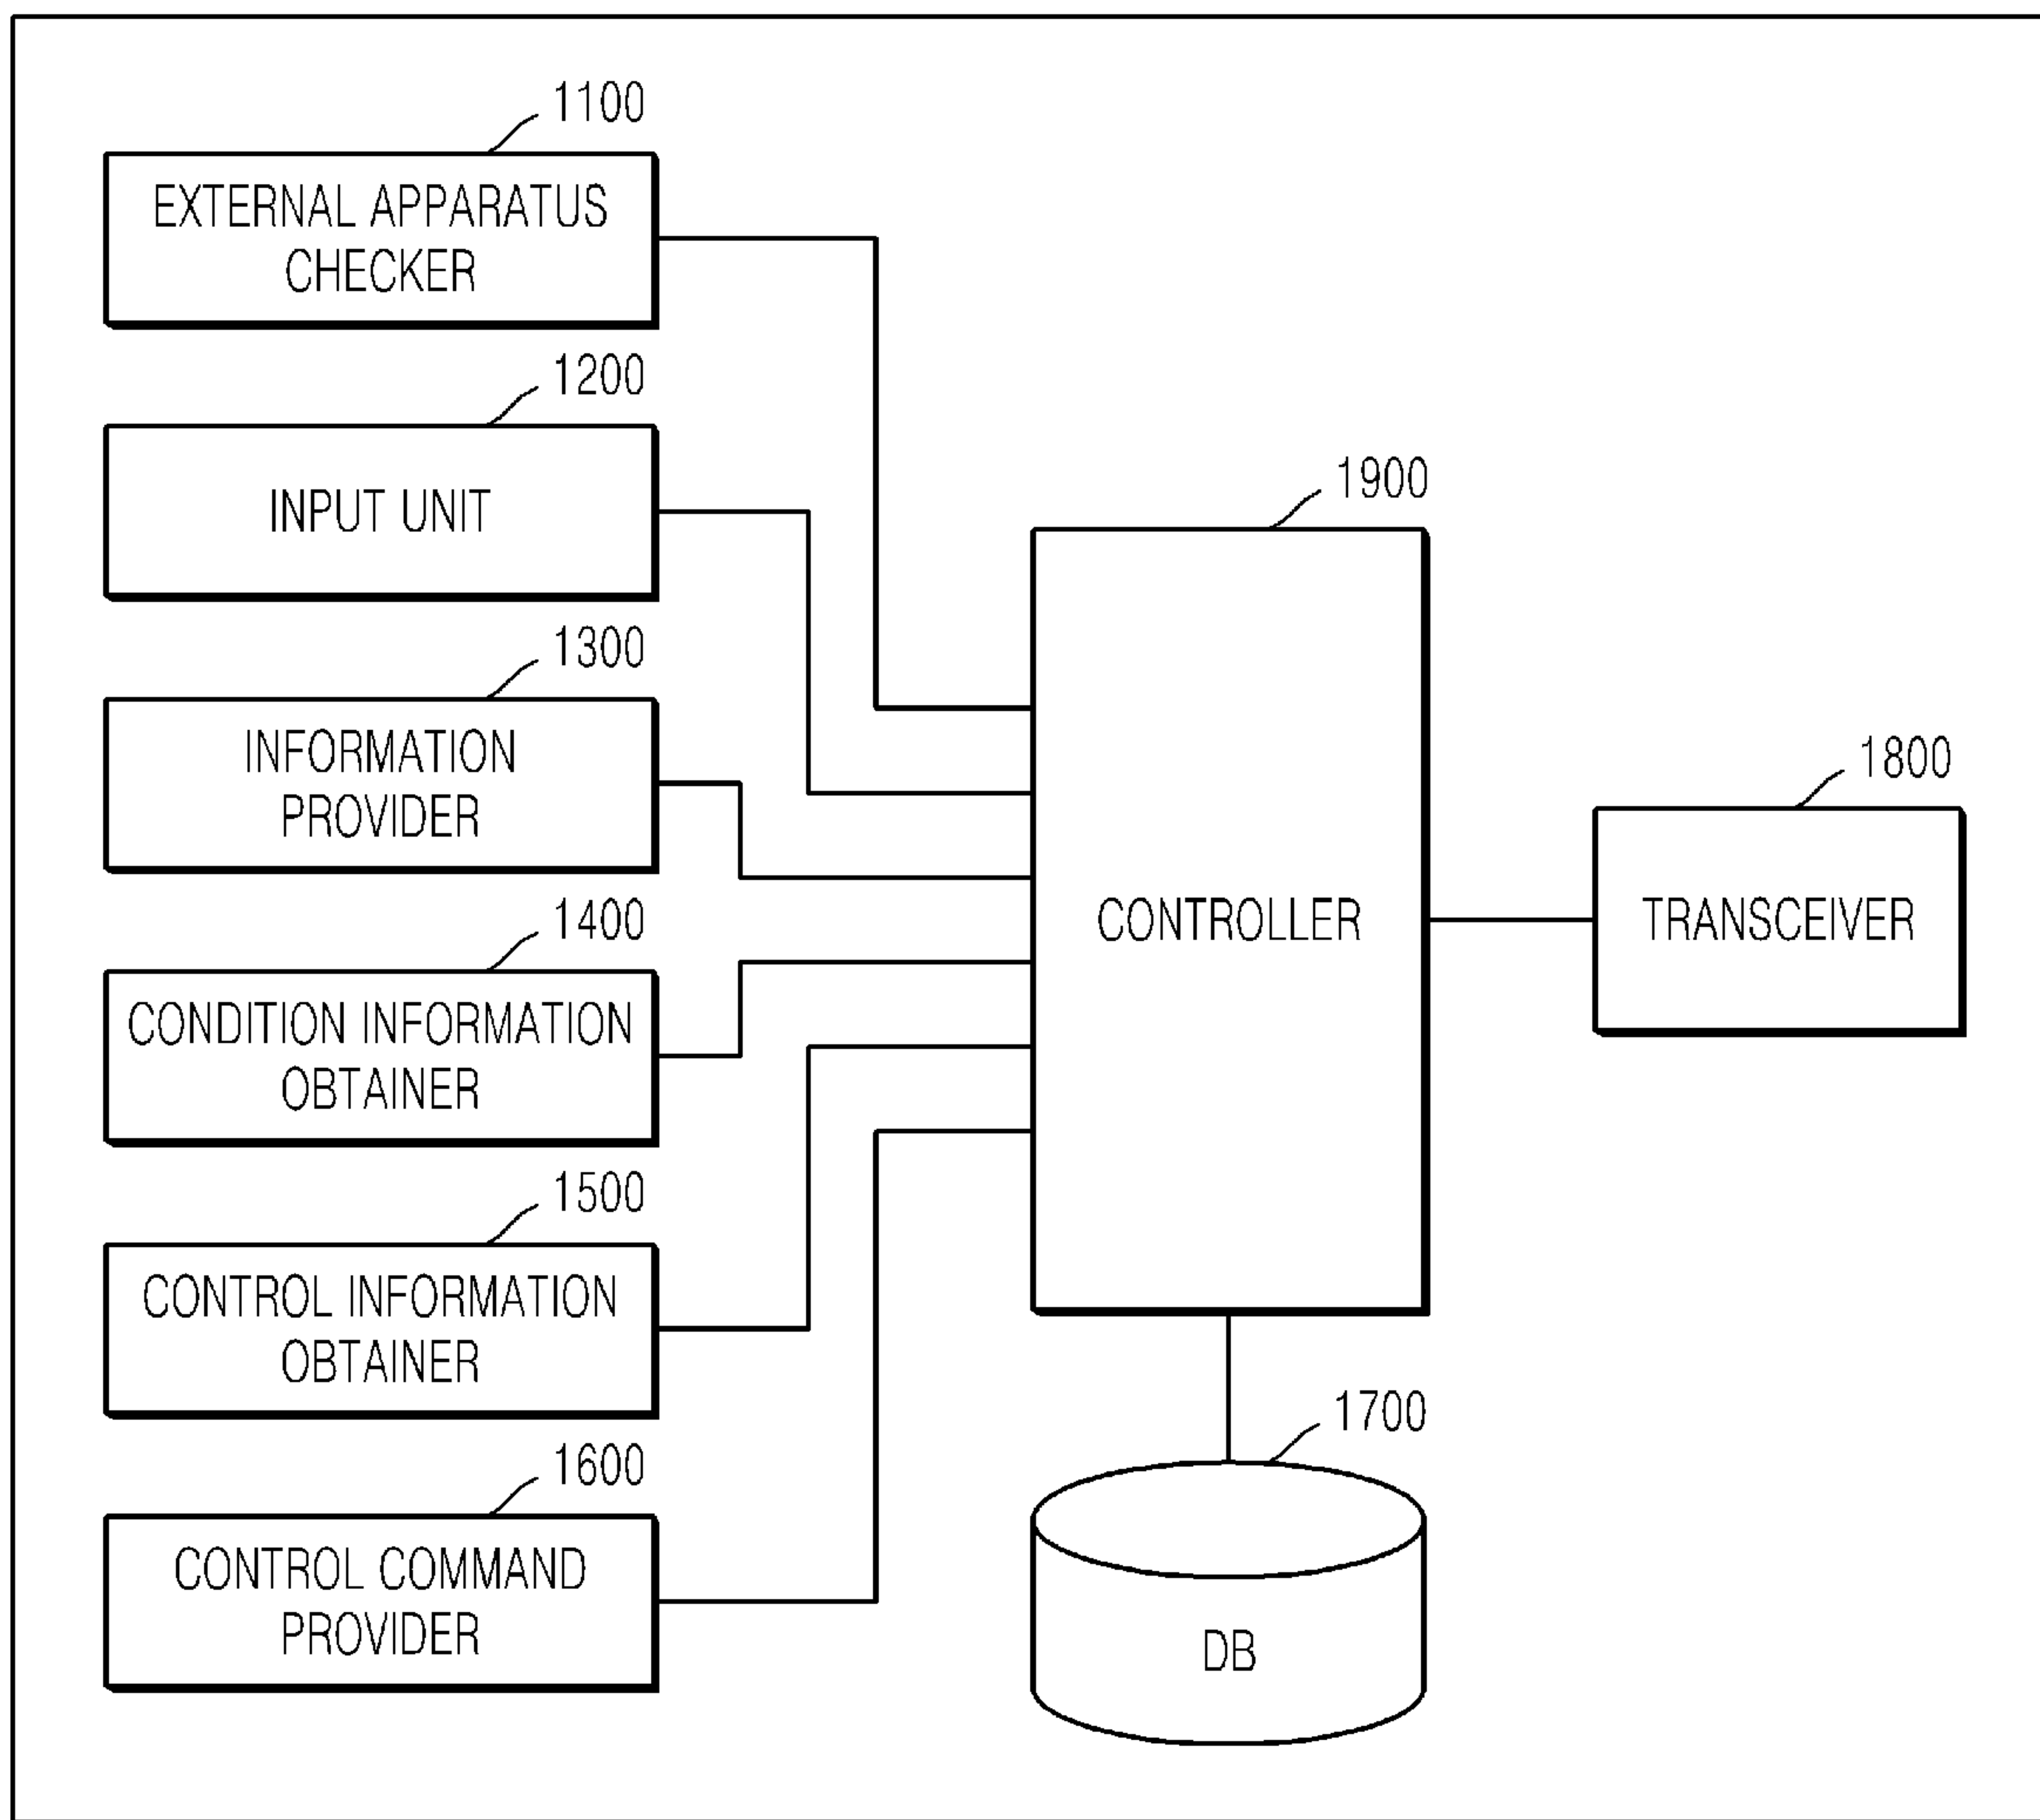 1100
EXTERNAL APPARATUS
CHECKER
1200
INPUT UNIT
1300
INFORMATION
PROVIDER
1400
CONDITION INFORMATION
OBTAINER
1500
CONTROL INFORMATION
OBTAINER
1600
CONTROL COMMAND
PROVIDER
1900
CONTROLLER
1800
TRANSCEIVER
1700
DB